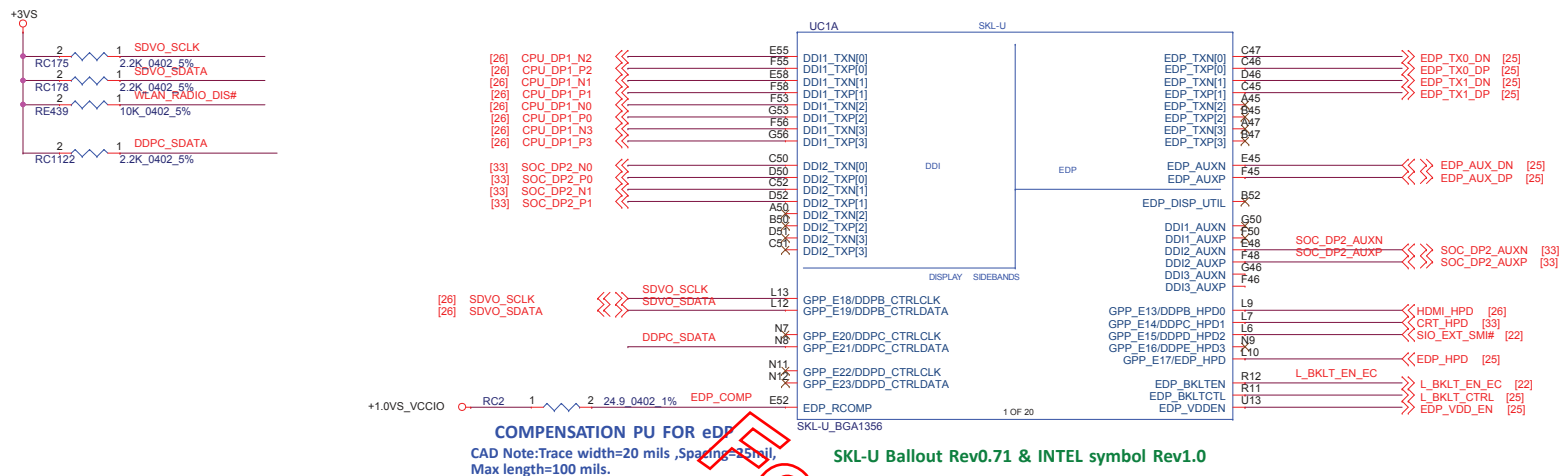 +3VS
2 1 SDVO_SCLK
RC175 2.2K_0402_5%
2 1 SDVO_SDATA
RC178 2.2K_0402_5%
2 1 WLAN_RADIO_DIS#
RE439 10K_0402_5%
2 1 DDPC_SDATA
RC1122 2.2K_0402_5%
UC1A
SKL-U
[26] CPU_DP1_N2 E55 DDI1_TXN[0]
[26] CPU_DP1_P2 F55 DDI1_TXP[0]
[26] CPU_DP1_N1 E58 DDI1_TXN[1]
[26] CPU_DP1_P1 F58 DDI1_TXP[1]
[26] CPU_DP1_N0 F53 DDI1_TXN[2]
[26] CPU_DP1_P0 G53 DDI1_TXP[2]
[26] CPU_DP1_N3 F56 DDI1_TXN[3]
[26] CPU_DP1_P3 G56 DDI1_TXP[3]
[33] SOC_DP2_N0 C50 DDI2_TXN[0]
[33] SOC_DP2_P0 D50 DDI2_TXP[0]
[33] SOC_DP2_N1 C52 DDI2_TXN[1]
[33] SOC_DP2_P1 D52 DDI2_TXP[1]
A50 DDI2_TXN[2]
B50 DDI2_TXP[2]
D51 DDI2_TXN[3]
C51 DDI2_TXP[3]
DDI
EDP
DISPLAY SIDEBANDS
[26] SDVO_SCLK SDVO_SCLK L13 GPP_E18/DDPB_CTRLCLK
[26] SDVO_SDATA SDVO_SDATA L12 GPP_E19/DDPB_CTRLDATA
N7 GPP_E20/DDPC_CTRLCLK
DDPC_SDATA N8 GPP_E21/DDPC_CTRLDATA
N11 GPP_E22/DDPD_CTRLCLK
N12 GPP_E23/DDPD_CTRLDATA
+1.0VS_VCCIO RC2 1 2 24.9_0402_1% EDP_COMP E52 EDP_RCOMP
EDP_TXN[0] C47 EDP_TX0_DN [25]
EDP_TXP[0] C46 EDP_TX0_DP [25]
EDP_TXN[1] D46 EDP_TX1_DN [25]
EDP_TXP[1] C45 EDP_TX1_DP [25]
EDP_TXN[2] A45
EDP_TXP[2] B45
EDP_TXN[3] A47
EDP_TXP[3] B47
EDP_AUXN E45 EDP_AUX_DN [25]
EDP_AUXP F45 EDP_AUX_DP [25]
EDP_DISP_UTIL B52
DDI1_AUXN G50
DDI1_AUXP F50
DDI2_AUXN E48 SOC_DP2_AUXN SOC_DP2_AUXN [33]
DDI2_AUXP F48 SOC_DP2_AUXP SOC_DP2_AUXP [33]
DDI3_AUXN G46
DDI3_AUXP F46
GPP_E13/DDPB_HPD0 L9 HDMI_HPD [26]
GPP_E14/DDPC_HPD1 L7 CRT_HPD [33]
GPP_E15/DDPD_HPD2 L6 SIO_EXT_SMI# [22]
GPP_E16/DDPE_HPD3 N9
GPP_E17/EDP_HPD L10 EDP_HPD [25]
EDP_BKLTEN R12 L_BKLT_EN_EC L_BKLT_EN_EC [22]
EDP_BKLTCTL R11 L_BKLT_CTRL [25]
EDP_VDDEN U13 EDP_VDD_EN [25]
1 OF 20
SKL-U_BGA1356
COMPENSATION PU FOR eDP
CAD Note:Trace width=20 mils ,Spacing=25mil,
Max length=100 mils.
SKL-U Ballout Rev0.71 & INTEL symbol Rev1.0